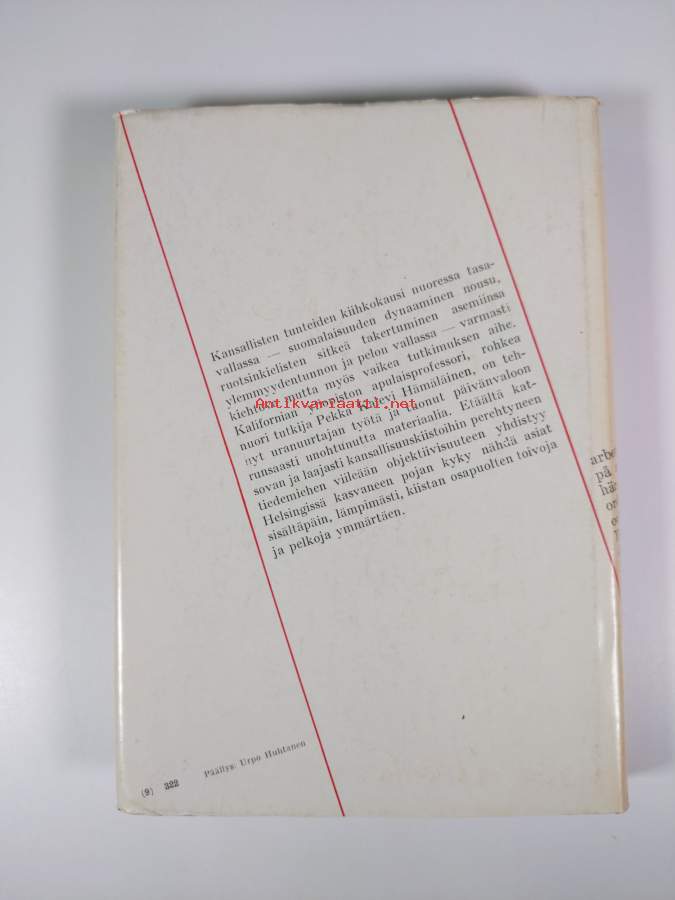 Kansallisten tunteiden kiihkokausi nuoressa tasa-
vallassa — suomalaisuuden dynaaminen nousu,
ruotsinkielisten sitkeä takertuminen asemiinsa
ylemmyydentunnon ja pelon vallassa — varmasti
kiehtova mutta myös vaikea tutkimuksen aihe.
Kalifornian yliopiston apulaisprofessori, rohkea
nuori tutkija Pekka Kalevi Hämäläinen, on teh-
nyt uranuurtajan työtä ja tuonut päivänvaloon
runsaasti unohtunutta materiaalia. Etäältä kat-
sovan ja laajasti kansallisuuskiistoihin perehtyneen
tiedemiehen viileään objektiivisuuteen yhdistyy
Helsingissä kasvaneen pojan kyky nähdä asiat
sisältäpäin, lämpimästi, kiistan osapuolten toivoja
ja pelkoja ymmärtäen.
Antikvariaatti.net
arbe
på
(9) 322 Päällys: Urpo Huhtanen